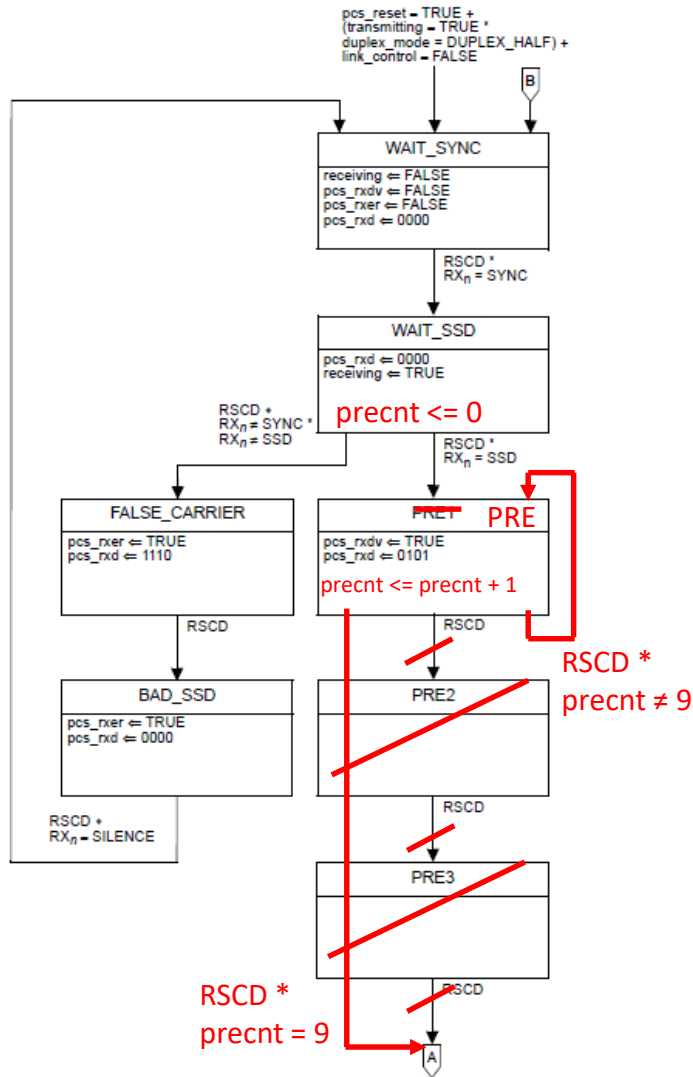 pcs_reset = TRUE +
(transmitting = TRUE *
duplex_mode = DUPLEX_HALF) +
link_control = FALSE
B
WAIT_SYNC
receiving ⇐ FALSE
pcs_rxdv ⇐ FALSE
pcs_rxer ⇐ FALSE
pcs_rxd ⇐ 0000
RSCD *
RXn = SYNC
WAIT_SSD
pcs_rxd ⇐ 0000
receiving ⇐ TRUE
precnt <= 0
RSCD *
RXn ≠ SYNC *
RXn ≠ SSD
RSCD *
RXn = SSD
FALSE_CARRIER
pcs_rxer ⇐ TRUE
pcs_rxd ⇐ 1110
PRE1 PRE
pcs_rxdv ⇐ TRUE
pcs_rxd ⇐ 0101
precnt <= precnt + 1
RSCD
RSCD
RSCD *
precnt ≠ 9
BAD_SSD
pcs_rxer ⇐ TRUE
pcs_rxd ⇐ 0000
PRE2
RSCD
RSCD *
RXn = SILENCE
PRE3
RSCD *
precnt = 9
RSCD
A